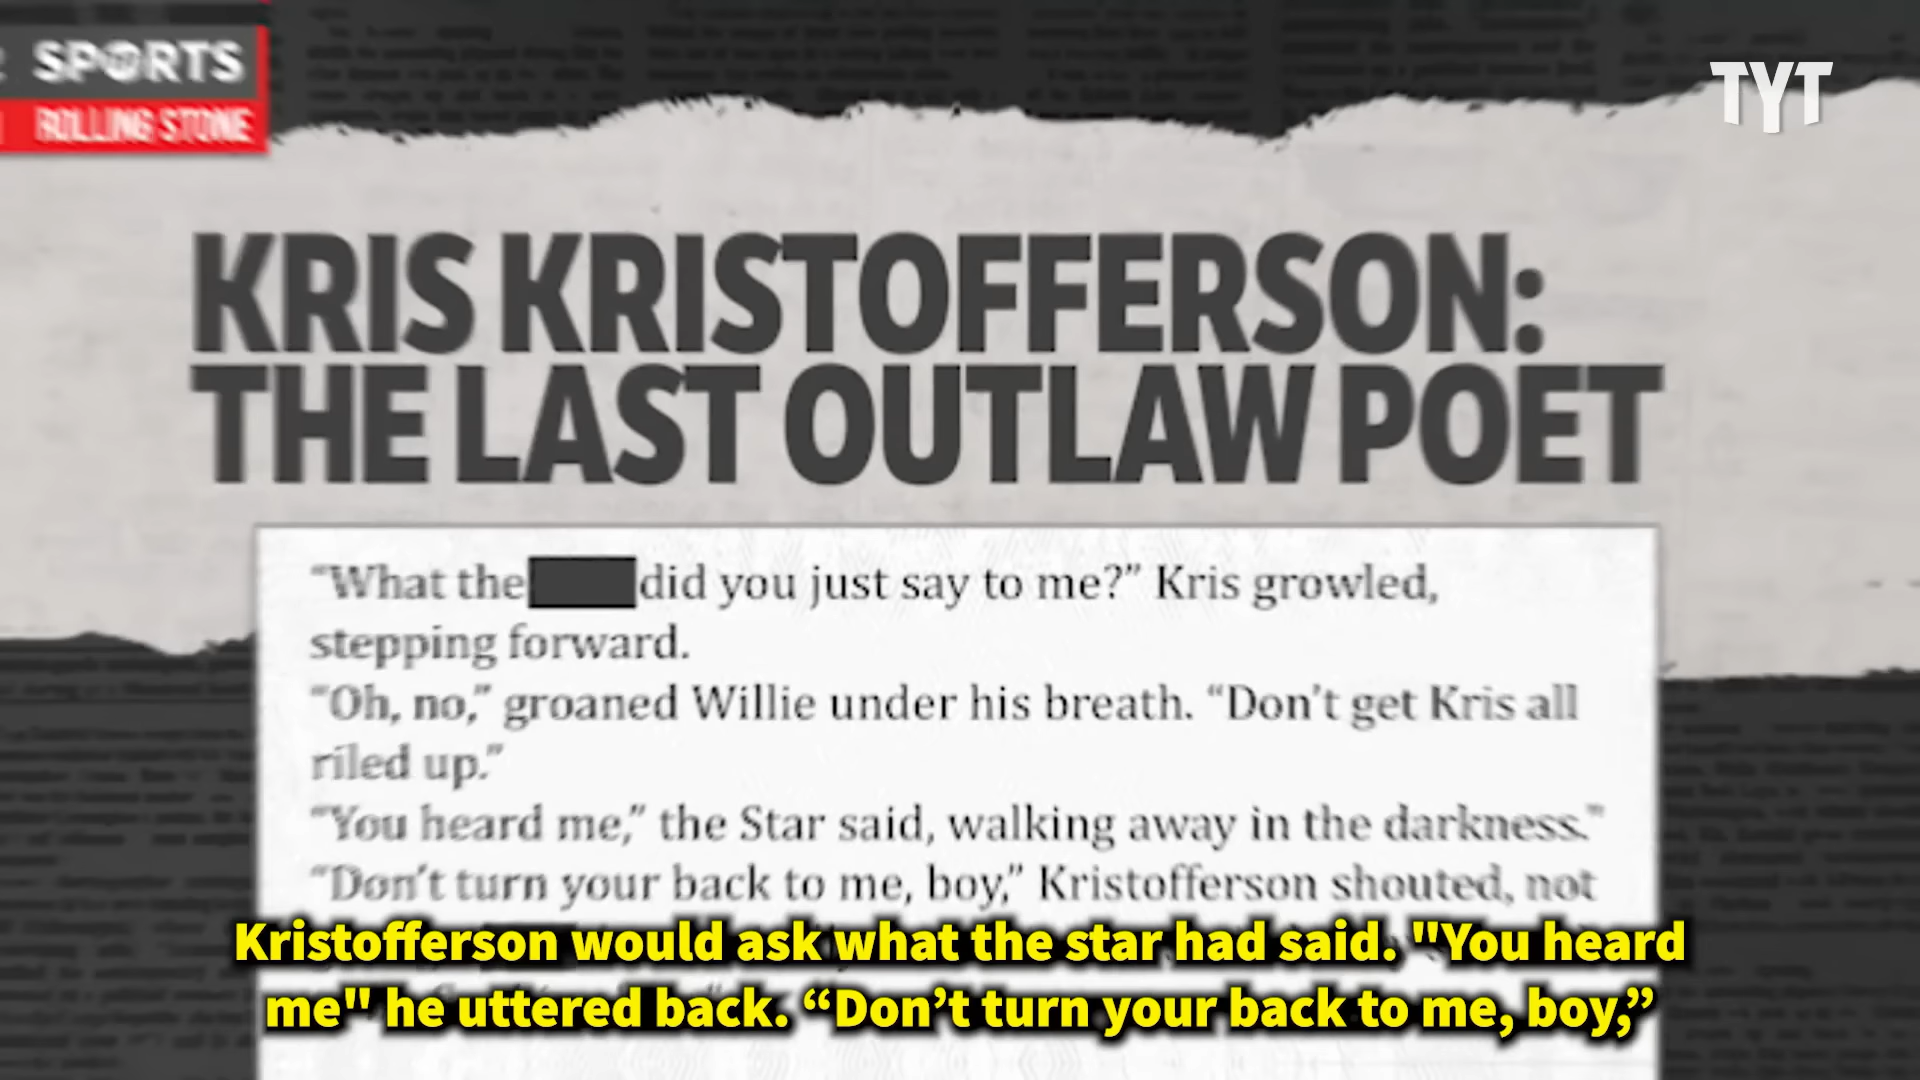 SPORTS
TYT
ROLLING STONE
KRIS KRISTOFFERSON:
THE LAST OUTLAW POET
“What the did you just say to me?” Kris growled,
stepping forward.
“Oh, no,” groaned Willie under his breath. “Don’t get Kris all
riled up.”
“You heard me,” the Star said, walking away in the darkness.”
“Don’t turn your back to me, boy,” Kristofferson shouted, not
Kristofferson would ask what the star had said. "You heard
me" he uttered back. “Don’t turn your back to me, boy,”